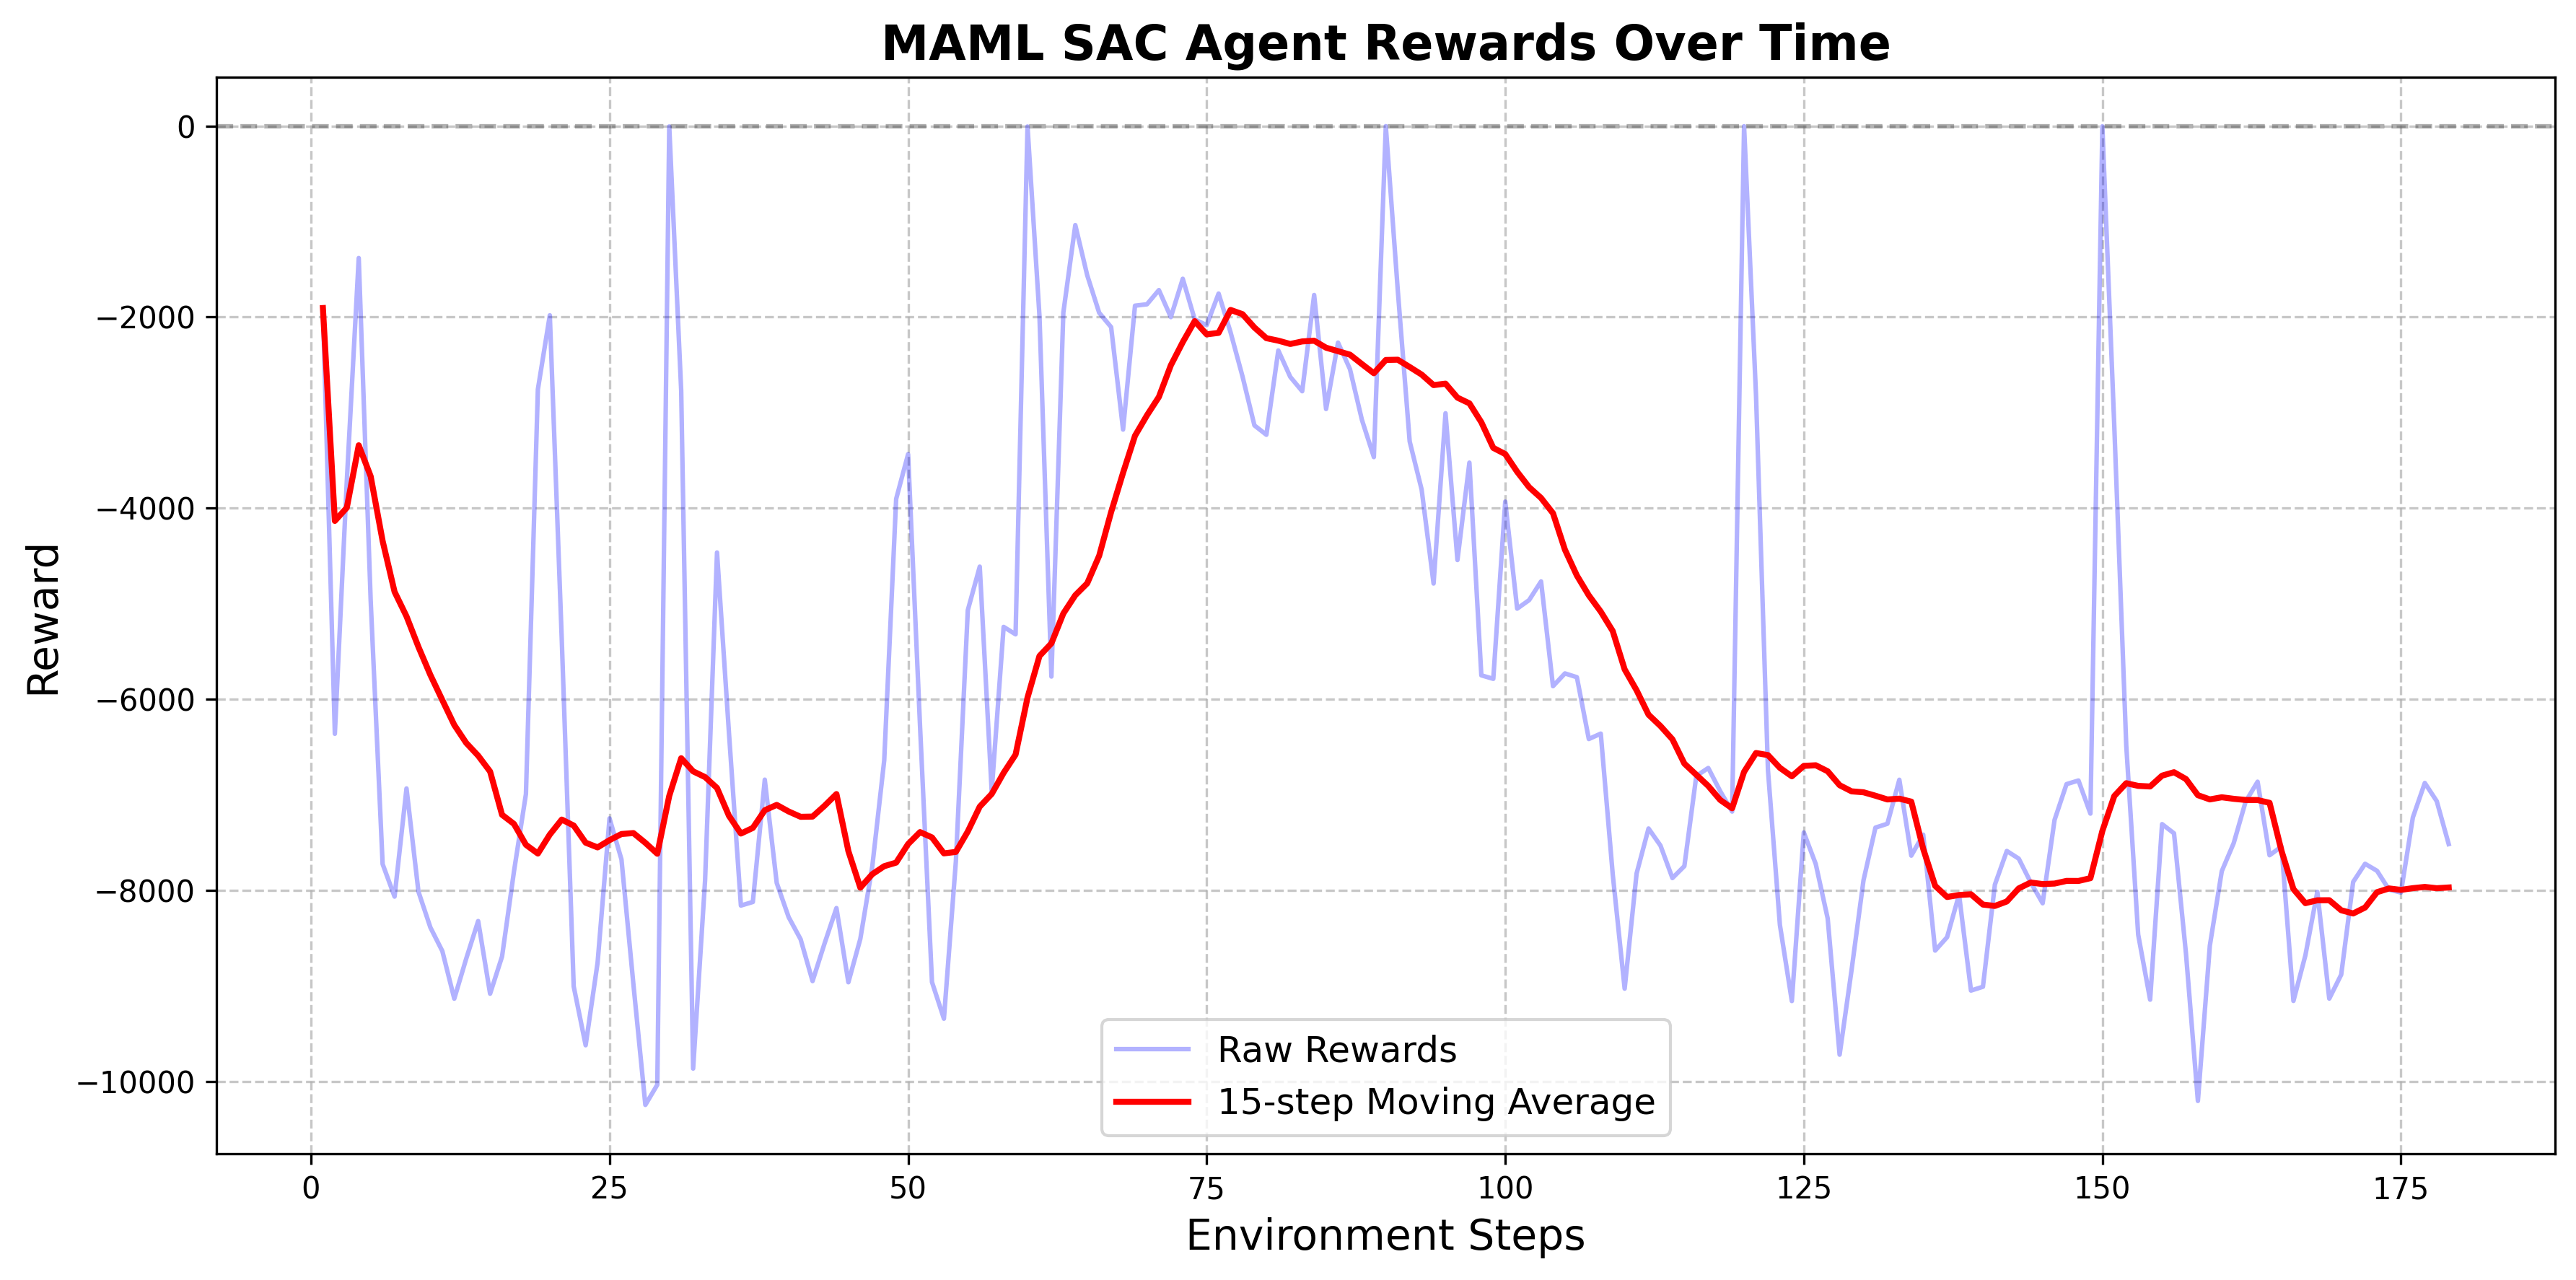 MAML SAC Agent Rewards Over Time
Reward
0
−2000
−4000
−6000
−8000
−10000
Raw Rewards
15-step Moving Average
0 25 50 75 100 125 150 175
Environment Steps